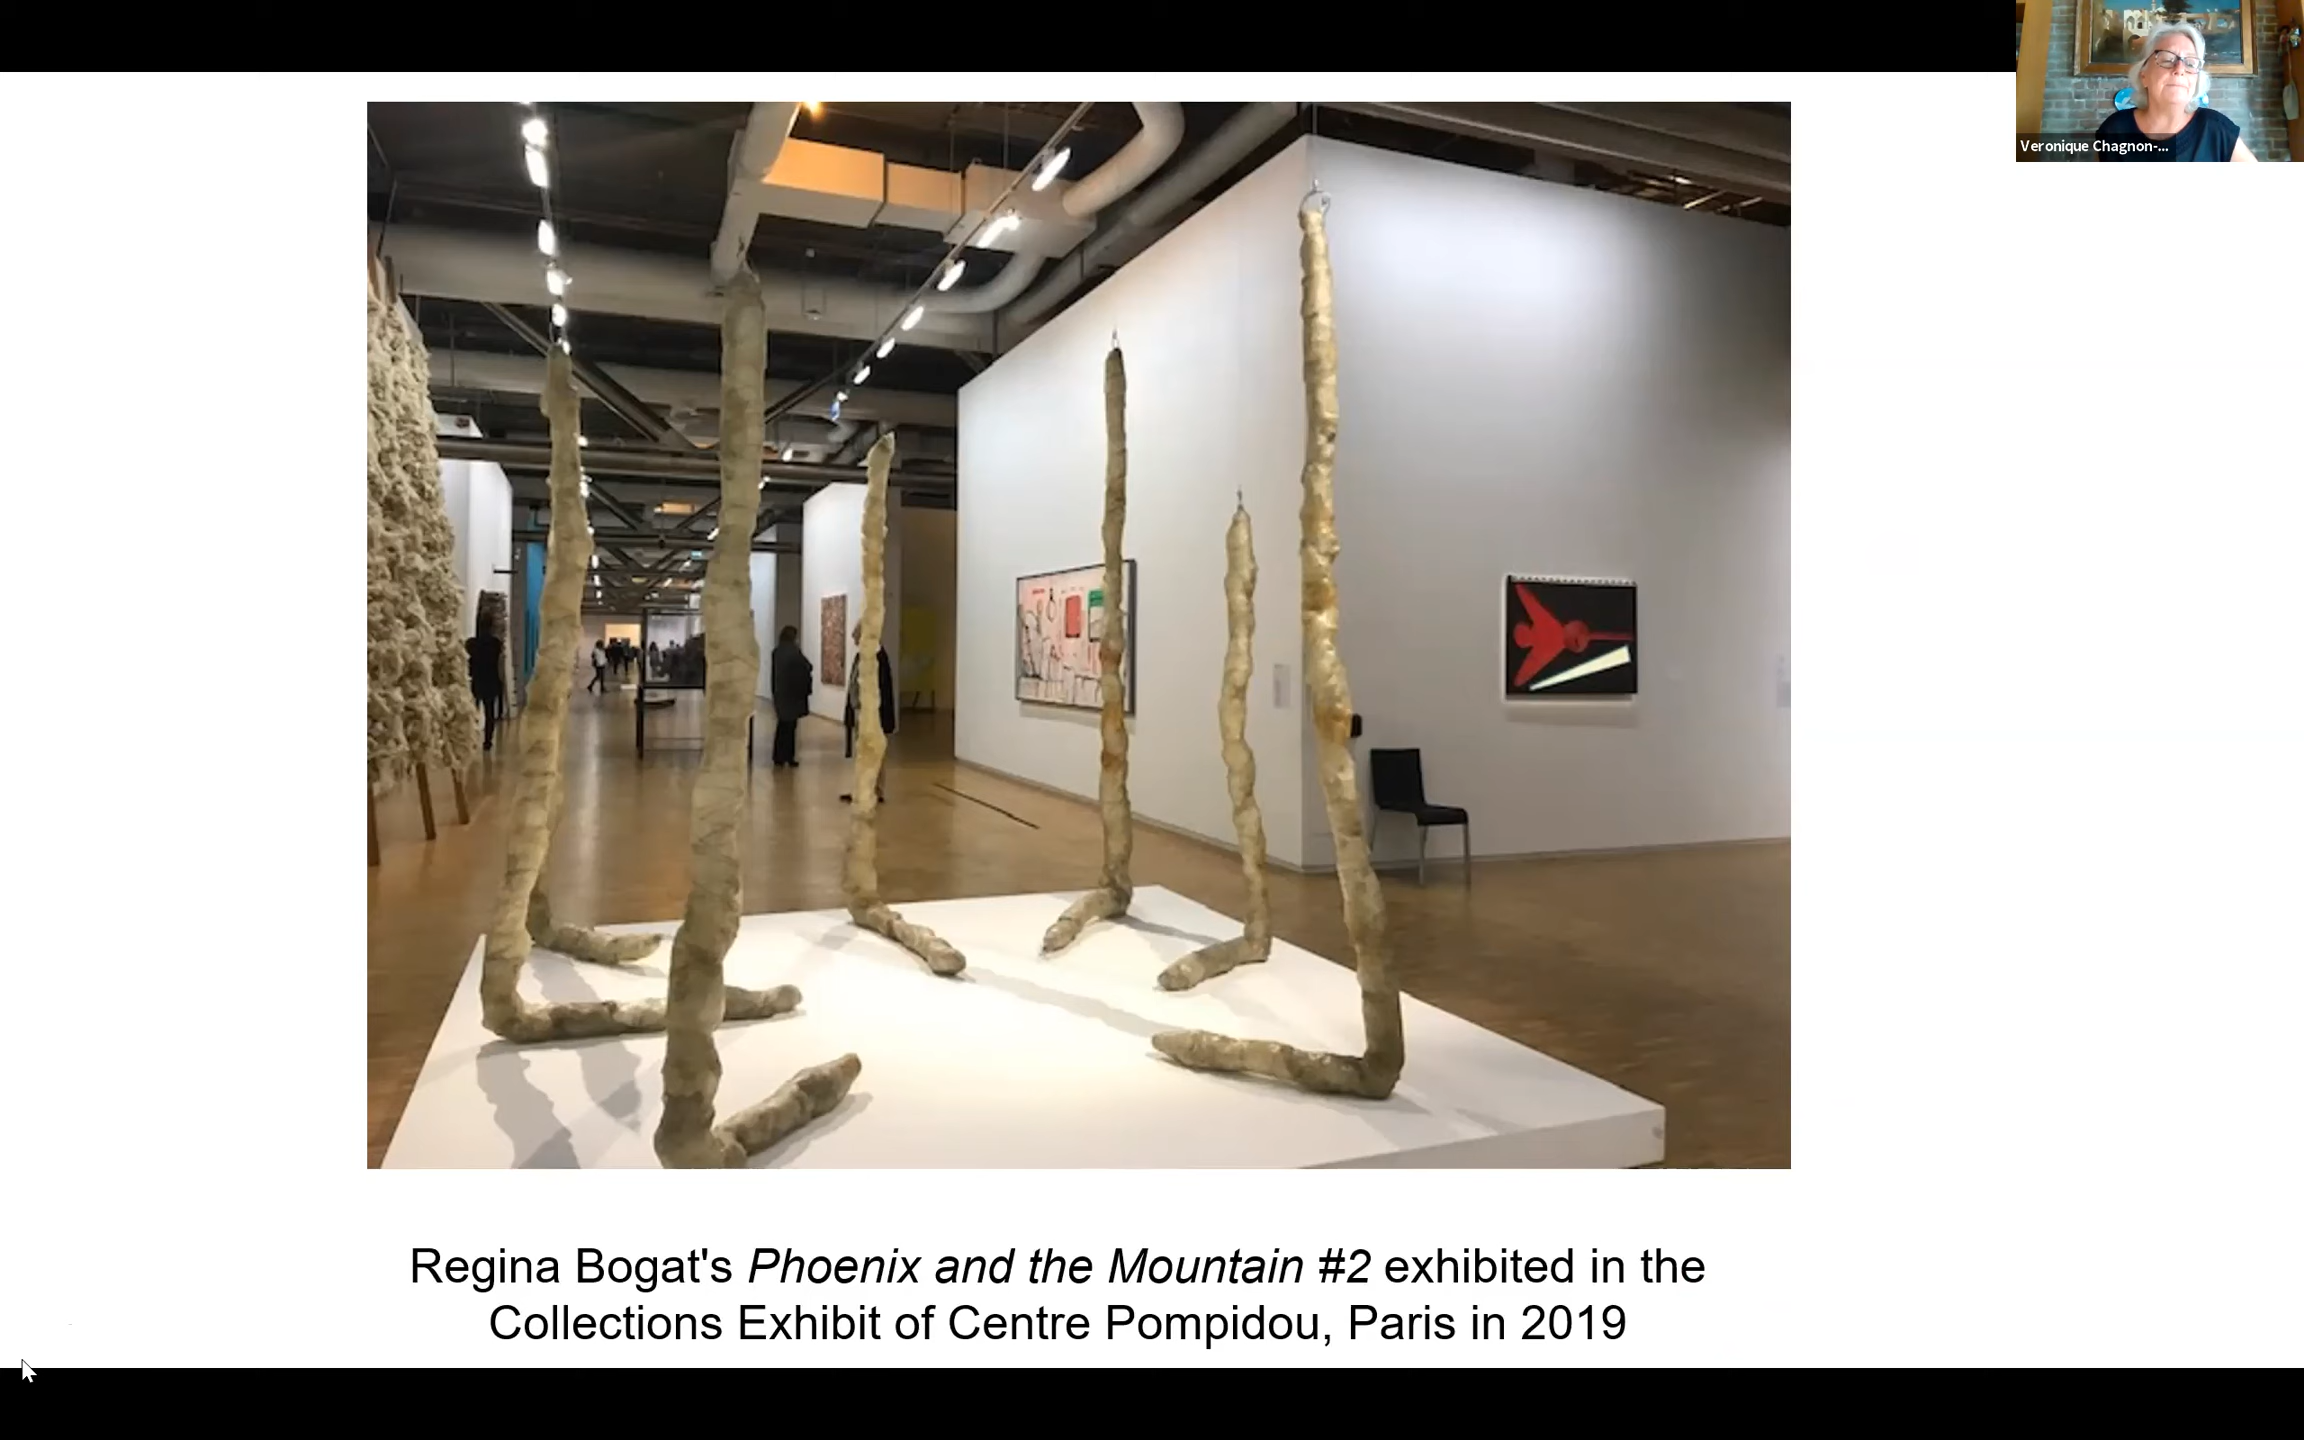 Veronique Chagnon-...
Regina Bogat's Phoenix and the Mountain #2 exhibited in the
Collections Exhibit of Centre Pompidou, Paris in 2019